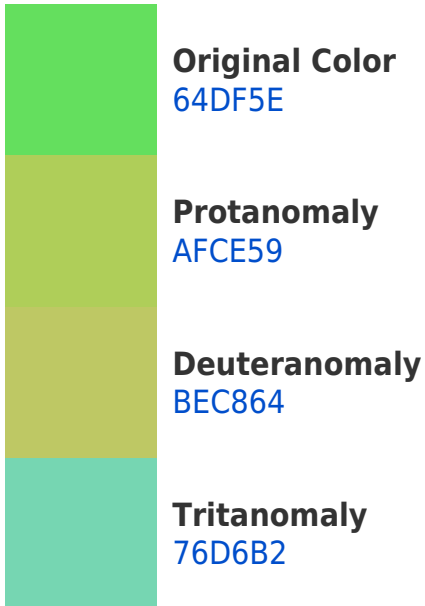 Original Color
64DF5E
Protanomaly
AFCE59
Deuteranomaly
BEC864
Tritanomaly
76D6B2